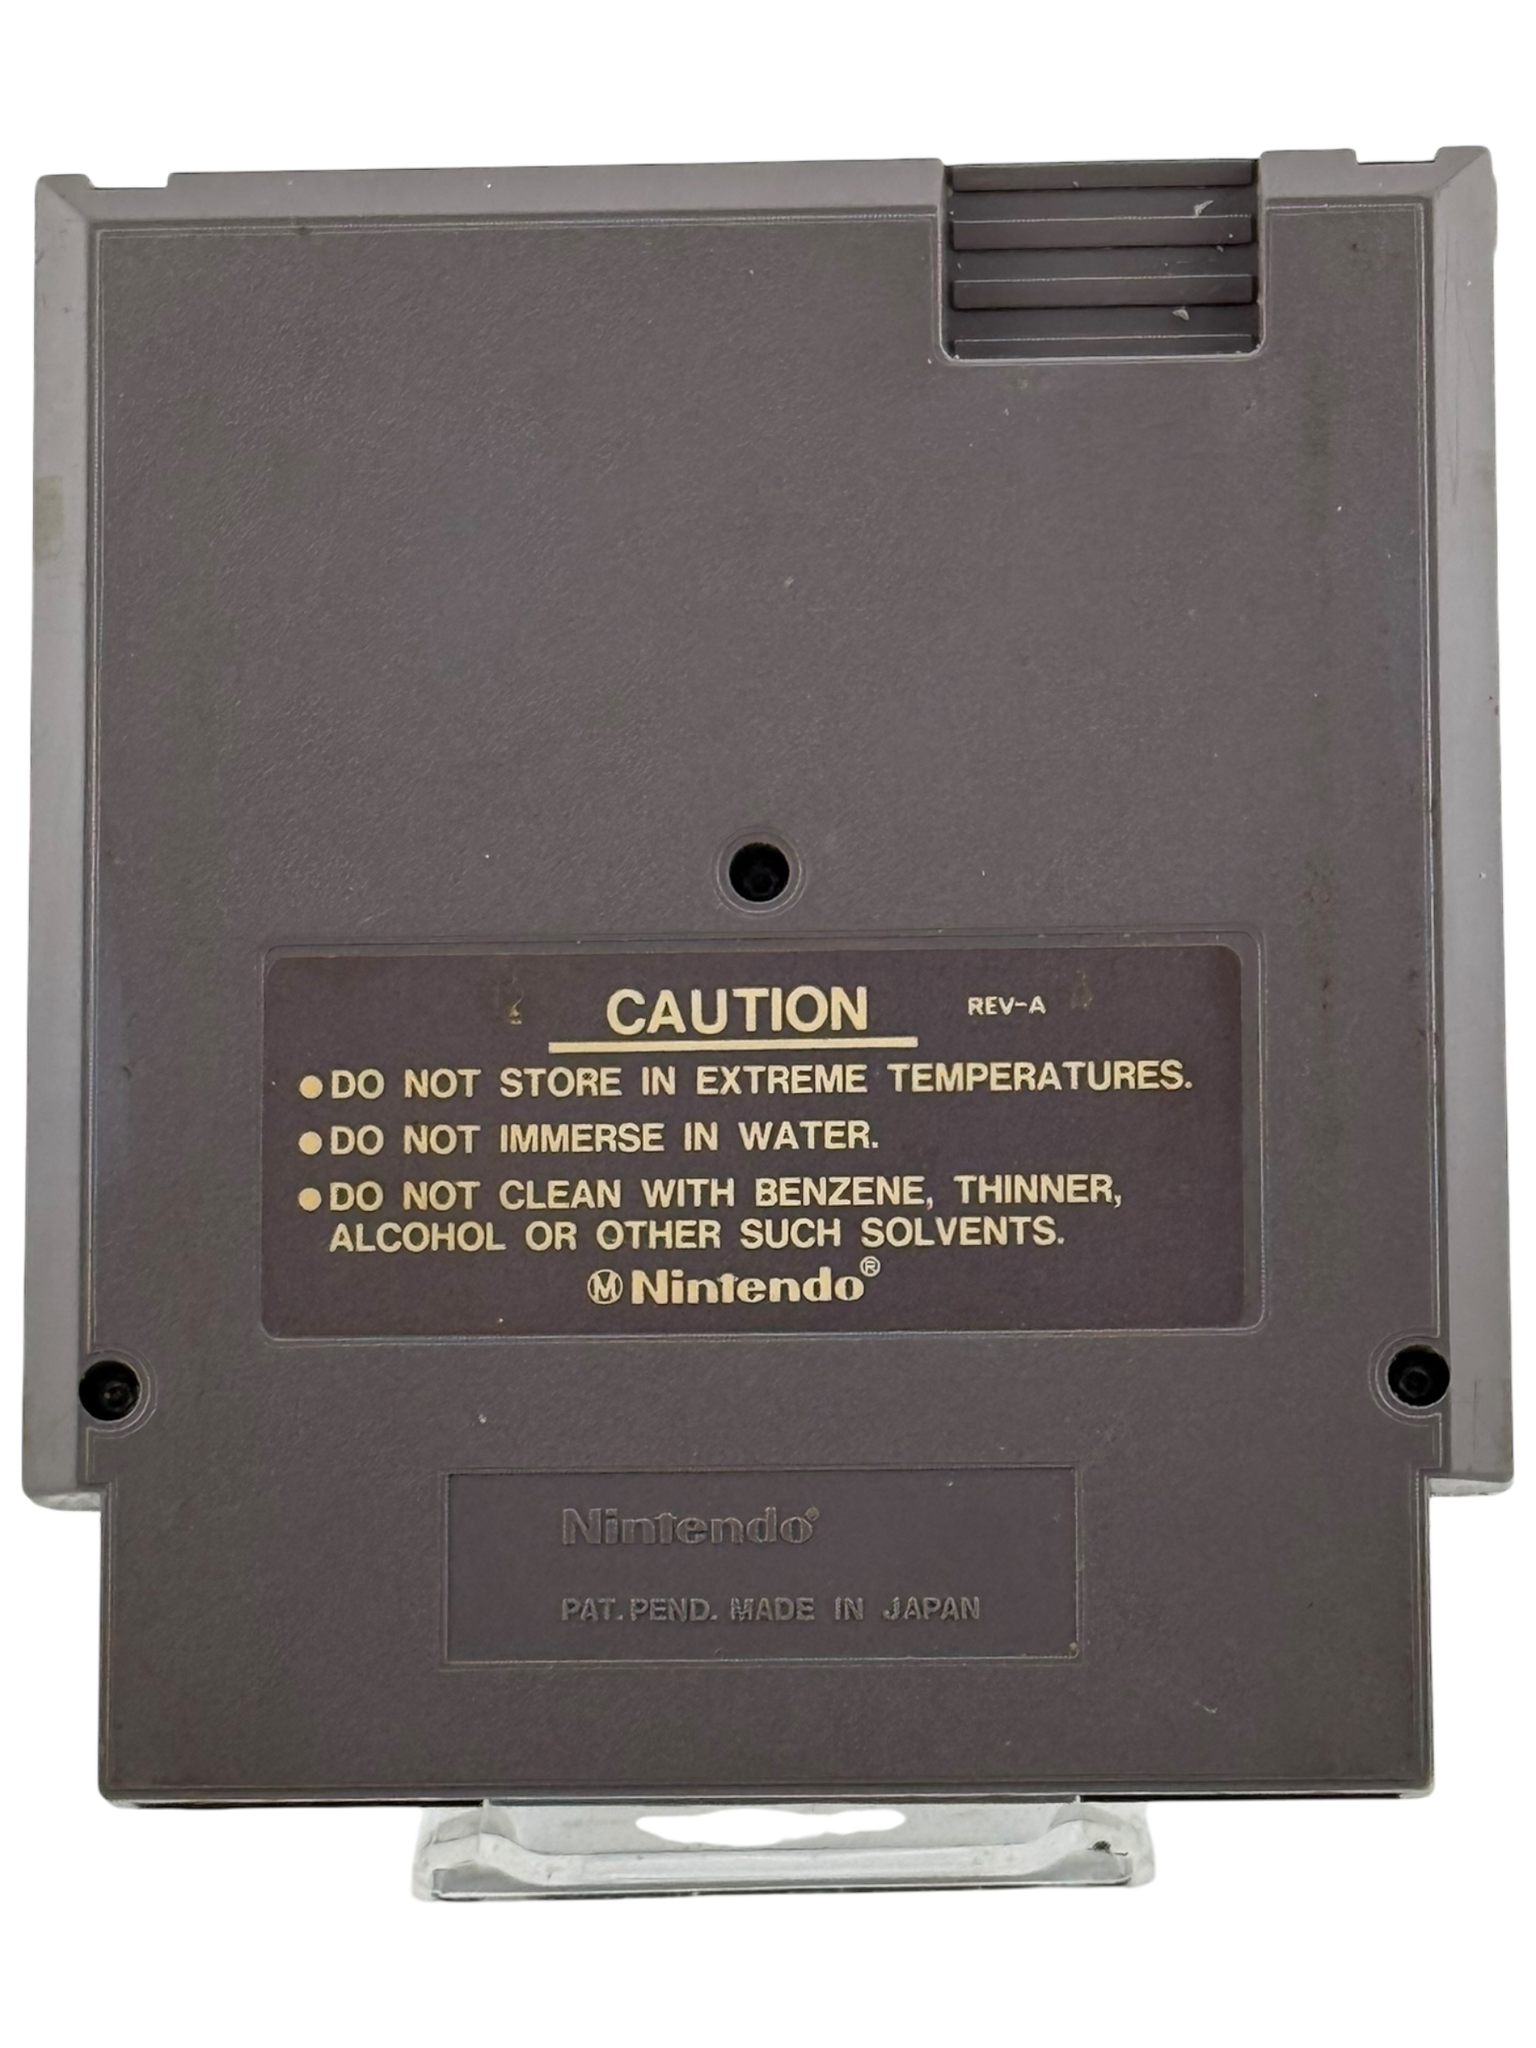 CAUTION REV-A
●DO NOT STORE IN EXTREME TEMPERATURES.
●DO NOT IMMERSE IN WATER.
●DO NOT CLEAN WITH BENZENE, THINNER,
ALCOHOL OR OTHER SUCH SOLVENTS.
Ⓜ Nintendo®
Nintendo®
PAT. PEND. MADE IN JAPAN